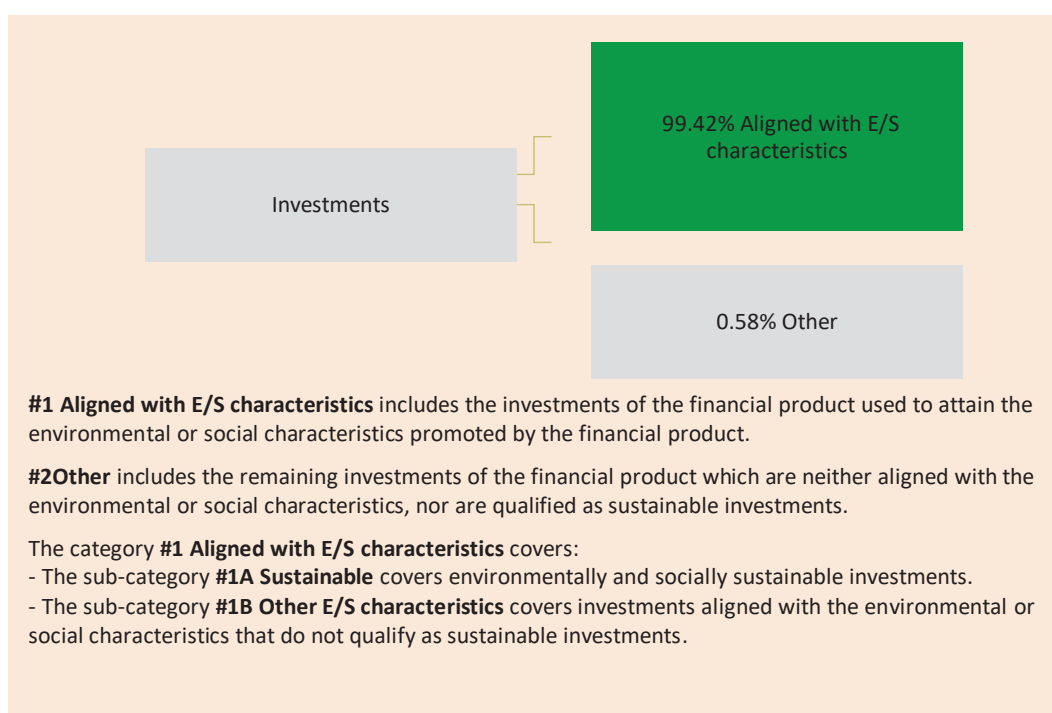 99.42% Aligned with E/S
characteristics
Investments
0.58% Other
#1 Aligned with E/S characteristics includes the investments of the financial product used to attain the
environmental or social characteristics promoted by the financial product.
#2Other includes the remaining investments of the financial product which are neither aligned with the
environmental or social characteristics, nor are qualified as sustainable investments.
The category #1 Aligned with E/S characteristics covers:
- The sub-category #1A Sustainable covers environmentally and socially sustainable investments.
- The sub-category #1B Other E/S characteristics covers investments aligned with the environmental or
social characteristics that do not qualify as sustainable investments.